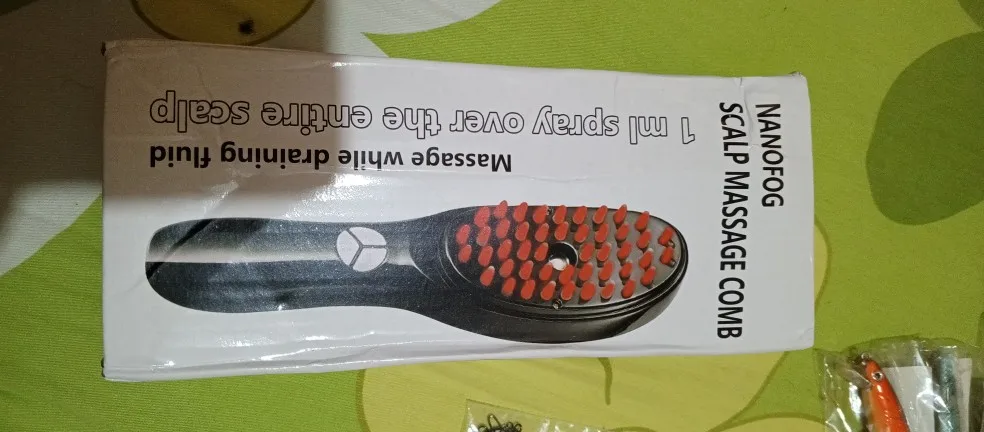 NANOFOG
SCALP MASSAGE COMB
1 ml spray over the entire scalp
Massage while draining fluid